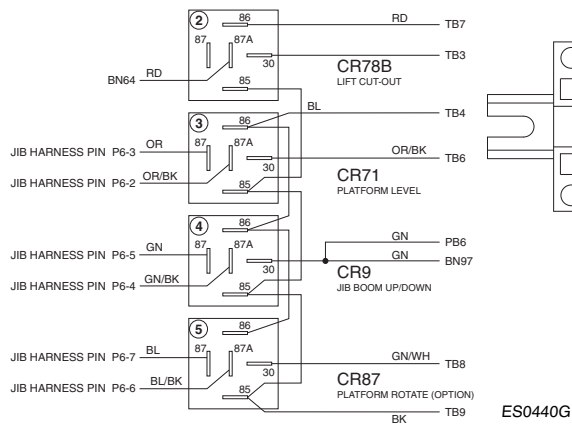 2 86 RD TB7
87 87A
30 TB3
BN64 RD
CR78B
LIFT CUT-OUT
85
BL TB4
3 86
JIB HARNESS PIN P6-3 OR 87 87A
30 OR/BK TB6
JIB HARNESS PIN P6-2 OR/BK
CR71
PLATFORM LEVEL
85
4 86
GN PB6
JIB HARNESS PIN P6-5 GN 87 87A
30 GN BN97
JIB HARNESS PIN P6-4 GN/BK
CR9
JIB BOOM UP/DOWN
85
5 86
JIB HARNESS PIN P6-7 BL 87 87A
30 GN/WH TB8
JIB HARNESS PIN P6-6 BL/BK
CR87
PLATFORM ROTATE (OPTION)
85
BK TB9
ES0440G